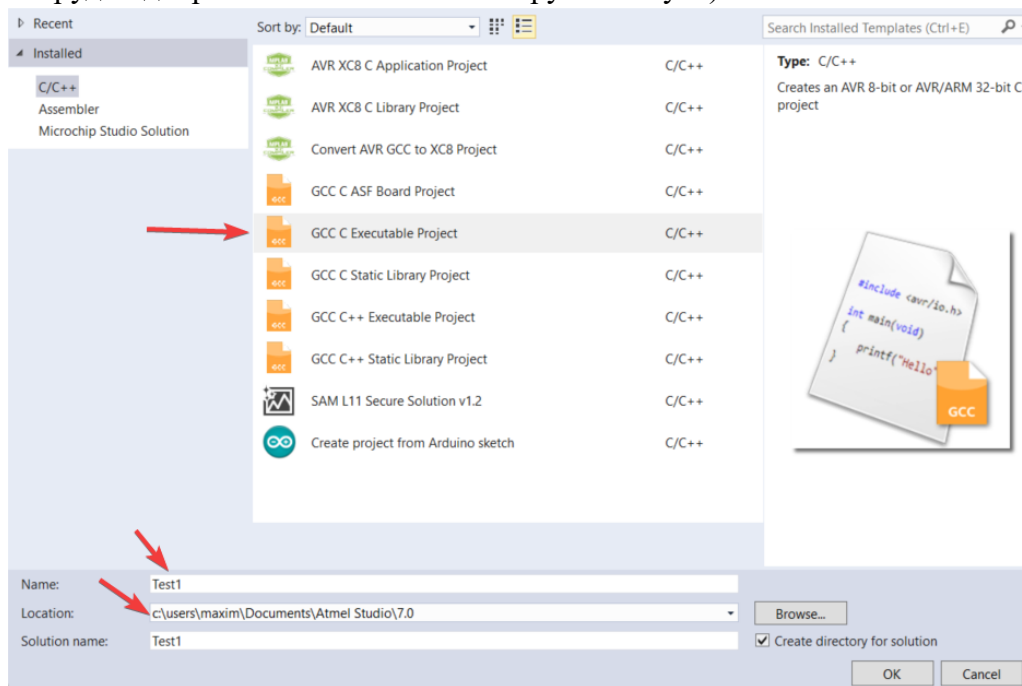 Recent
Sort by: Default
Search Installed Templates (Ctrl+E)
Installed
C/C++
Assembler
Microchip Studio Solution
AVR XC8 C Application Project C/C++
AVR XC8 C Library Project C/C++
Convert AVR GCC to XC8 Project C/C++
GCC C ASF Board Project C/C++
GCC C Executable Project C/C++
GCC C Static Library Project C/C++
GCC C++ Executable Project C/C++
GCC C++ Static Library Project C/C++
SAM L11 Secure Solution v1.2 C/C++
Create project from Arduino sketch C/C++
Type: C/C++
Creates an AVR 8-bit or AVR/ARM 32-bit C
project
#include <avr/io.h>
int main(void)
{
printf("Hello"
}
GCC
Name: Test1
Location: c:\users\maxim\Documents\Atmel Studio\7.0
Browse...
Solution name: Test1
Create directory for solution
OK Cancel